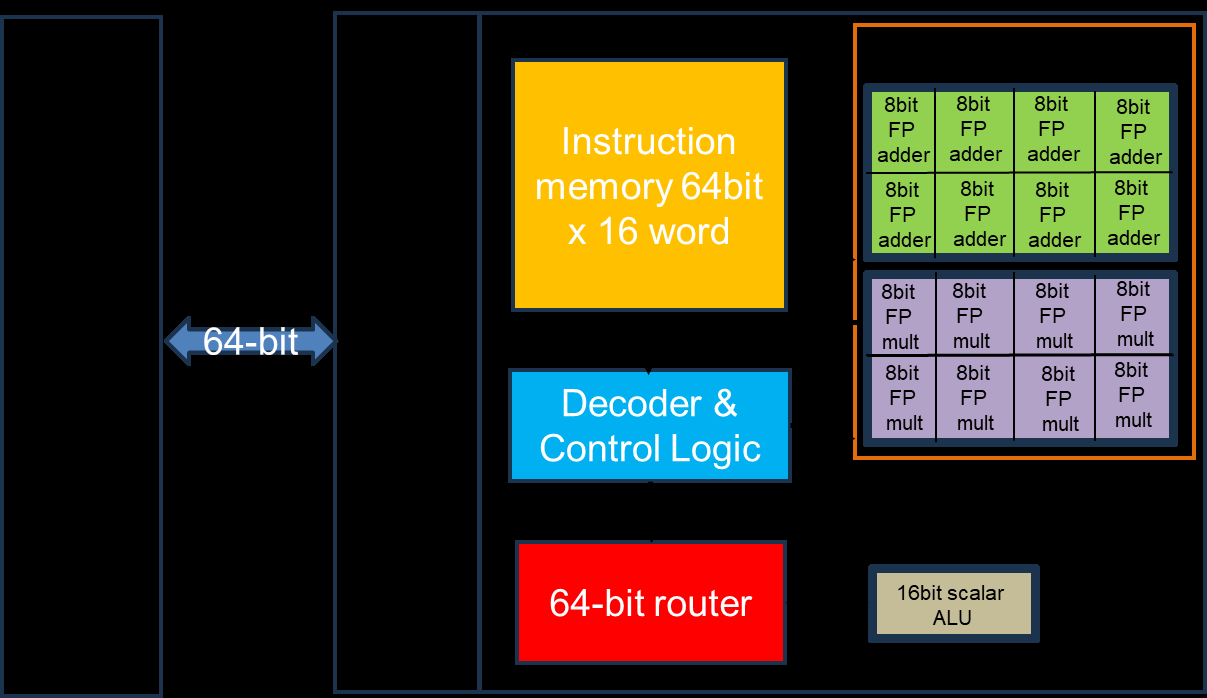 64-bit
Instruction
memory 64bit
x 16 word
Decoder &
Control Logic
64-bit router
8bit
FP
adder
8bit
FP
adder
8bit
FP
adder
8bit
FP
adder
8bit
FP
adder
8bit
FP
adder
8bit
FP
adder
8bit
FP
adder
8bit
FP
mult
8bit
FP
mult
8bit
FP
mult
8bit
FP
mult
8bit
FP
mult
8bit
FP
mult
8bit
FP
mult
8bit
FP
mult
16bit scalar
ALU